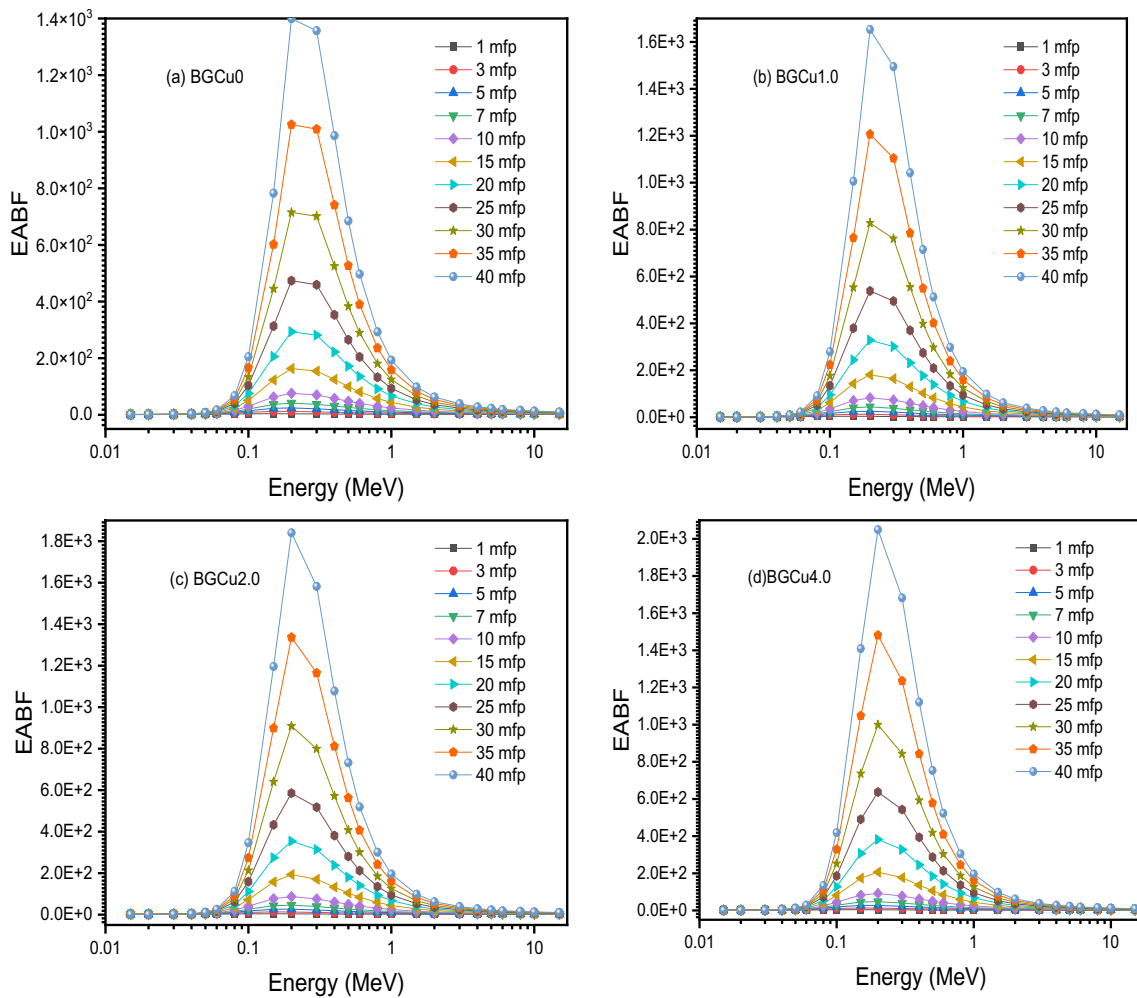 1.4×10³
1.2×10³
1.0×10³
8.0×10²
6.0×10²
4.0×10²
2.0×10²
0.0
EABF
(a) BGCu0
1 mfp
3 mfp
5 mfp
7 mfp
10 mfp
15 mfp
20 mfp
25 mfp
30 mfp
35 mfp
40 mfp
0.01
0.1
1
10
Energy (MeV)
1.6E+3
1.4E+3
1.2E+3
1.0E+3
8.0E+2
6.0E+2
4.0E+2
2.0E+2
0.0E+0
EABF
(b) BGCu1.0
1 mfp
3 mfp
5 mfp
7 mfp
10 mfp
15 mfp
20 mfp
25 mfp
30 mfp
35 mfp
40 mfp
0.01
0.1
1
10
Energy (MeV)
1.8E+3
1.6E+3
1.4E+3
1.2E+3
1.0E+3
8.0E+2
6.0E+2
4.0E+2
2.0E+2
0.0E+0
EABF
(c) BGCu2.0
1 mfp
3 mfp
5 mfp
7 mfp
10 mfp
15 mfp
20 mfp
25 mfp
30 mfp
35 mfp
40 mfp
0.01
0.1
1
10
Energy (MeV)
2.0E+3
1.8E+3
1.6E+3
1.4E+3
1.2E+3
1.0E+3
8.0E+2
6.0E+2
4.0E+2
2.0E+2
0.0E+0
EABF
(d)BGCu4.0
1 mfp
3 mfp
5 mfp
7 mfp
10 mfp
15 mfp
20 mfp
25 mfp
30 mfp
35 mfp
40 mfp
0.01
0.1
1
10
Energy (MeV)